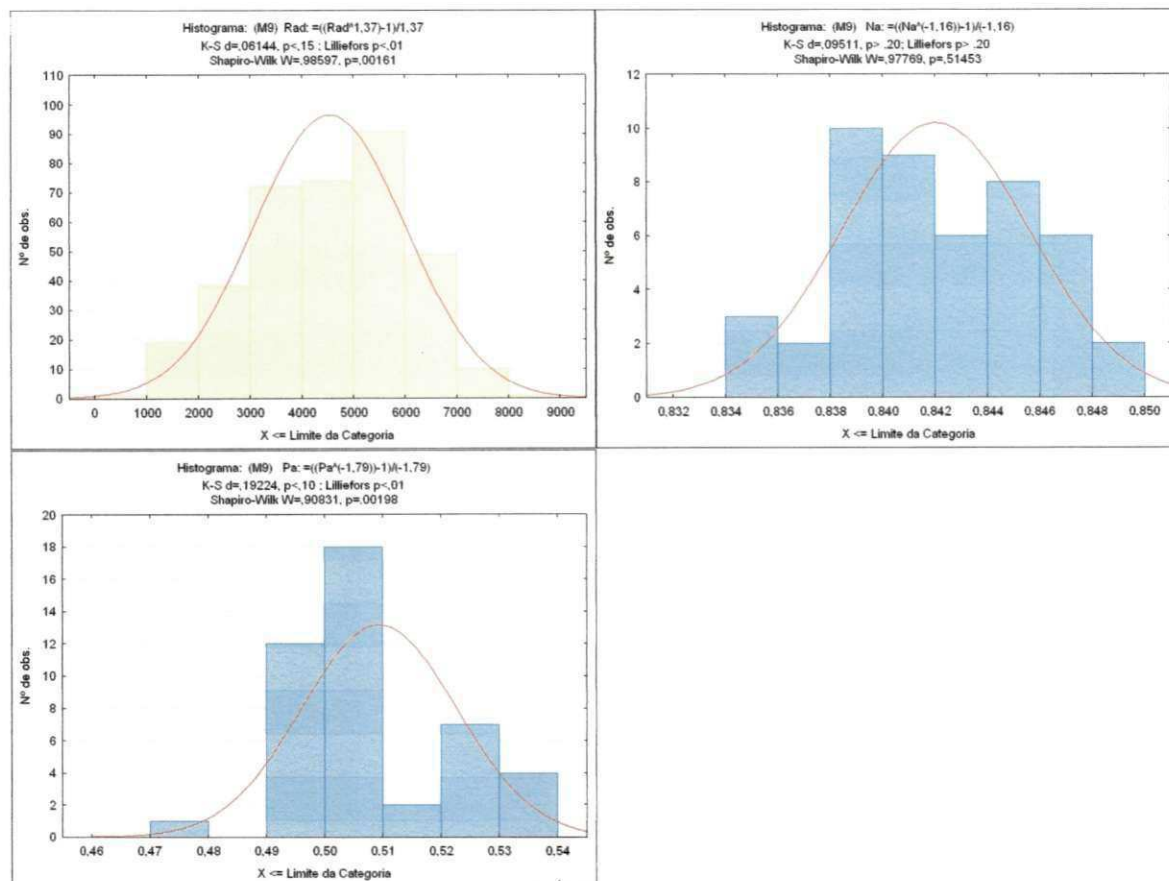 Histograma: (M9) Rad: =((Rad^1,37)-1)/1,37
K-S d=,06144, p<,15 ; Lilliefors p<,01
Shapiro-Wilk W=,98597, p=,00161
110
100
90
80
70
60
50
40
30
20
10
0
Nº de obs.
0 1000 2000 3000 4000 5000 6000 7000 8000 9000
X <= Limite da Categoria
Histograma: (M9) Na: =((Na^(-1,16))-1)/(-1,16)
K-S d=,09511, p> .20; Lilliefors p> .20
Shapiro-Wilk W=,97769, p=,51453
12
10
8
6
4
2
0
Nº de obs.
0,832 0,834 0,836 0,838 0,840 0,842 0,844 0,846 0,848 0,850
X <= Limite da Categoria
Histograma: (M9) Pa: =((Pa^(-1,79))-1)/(-1,79)
K-S d=,19224, p<,10 ; Lilliefors p<,01
Shapiro-Wilk W=,90831, p=,00198
20
18
16
14
12
10
8
6
4
2
0
Nº de obs.
0,46 0,47 0,48 0,49 0,50 0,51 0,52 0,53 0,54
X <= Limite da Categoria